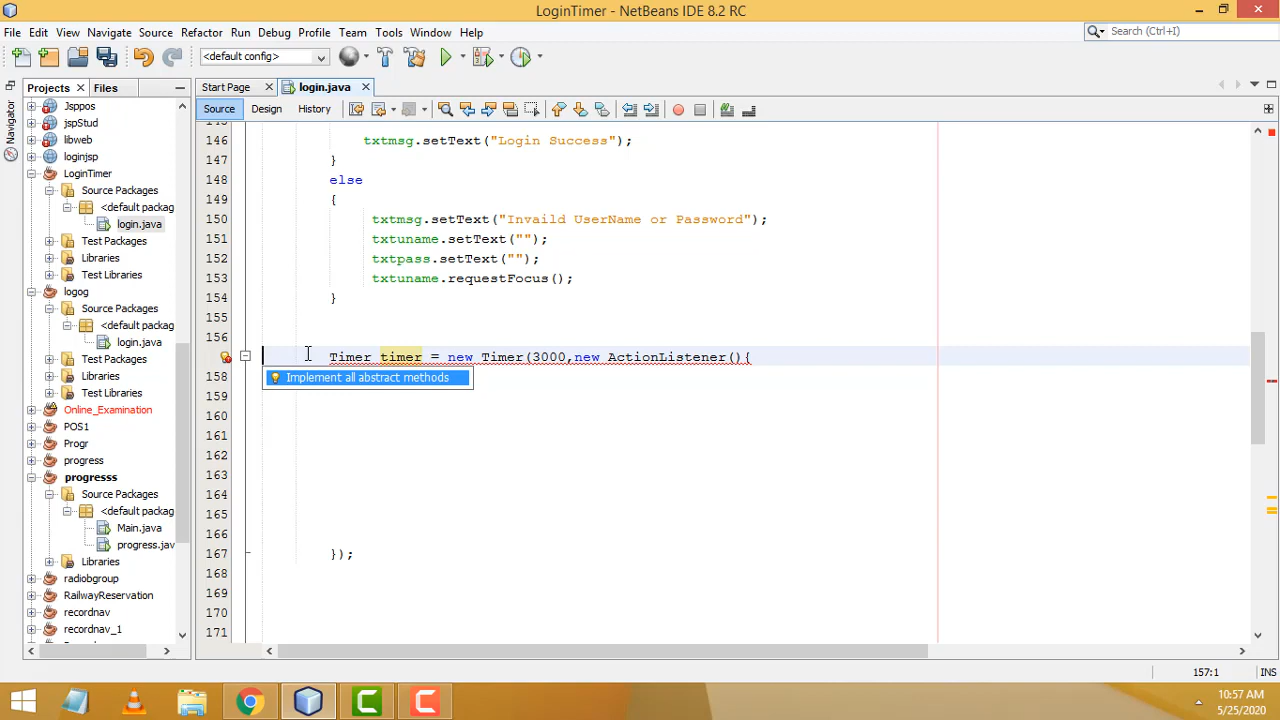 LoginTimer - NetBeans IDE 8.2 RC
File Edit View Navigate Source Refactor Run Debug Profile Team Tools Window Help
Search (Ctrl+I)
<default config>
Projects Files
Start Page login.java
Navigator
Source Design History
Jsppos
jspStud
libweb
loginjsp
LoginTimer
Source Packages
<default packag
login.java
Test Packages
Libraries
Test Libraries
logog
Source Packages
<default packag
login.java
Test Packages
Libraries
Test Libraries
Online_Examination
POS1
Progr
progress
progresss
Source Packages
<default packag
Main.java
progress.jav
Libraries
radiobgroup
RailwayReservation
recordnav
recordnav_1
146 txtmsg.setText("Login Success");
147 }
148 else
149 {
150 txtmsg.setText("Invaild UserName or Password");
151 txtuname.setText("");
152 txtpass.setText("");
153 txtuname.requestFocus();
154 }
155
156
Timer timer = new Timer(3000,new ActionListener(){
Implement all abstract methods
158
159
160
161
162
163
164
165
166
167 });
168
169
170
171
157:1 INS
10:57 AM
5/25/2020